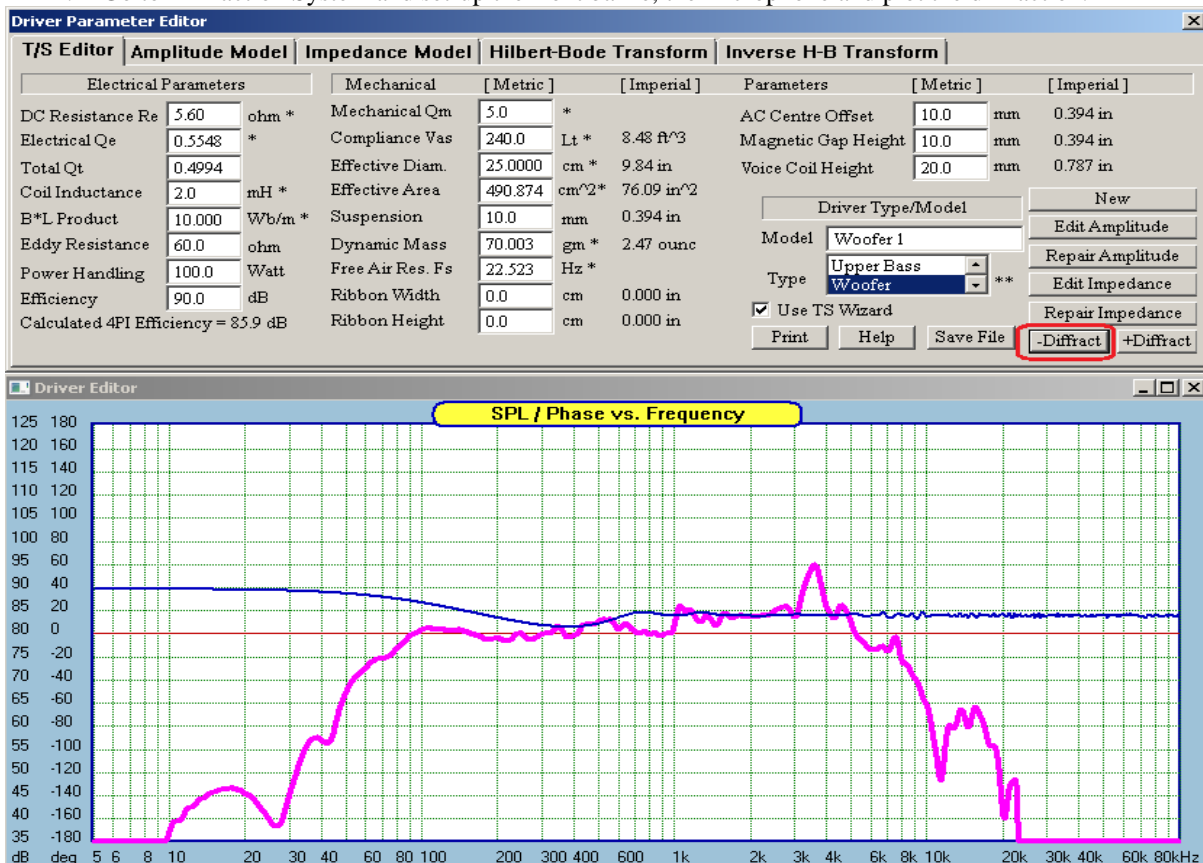 Driver Parameter Editor
T/S Editor Amplitude Model Impedance Model Hilbert-Bode Transform Inverse H-B Transform
Electrical Parameters Mechanical [ Metric ] [ Imperial ] Parameters [ Metric ] [ Imperial ]
DC Resistance Re 5.60 ohm * Mechanical Qm 5.0 * AC Centre Offset 10.0 mm 0.394 in
Electrical Qe 0.5548 * Compliance Vas 240.0 Lt * 8.48 ft^3 Magnetic Gap Height 10.0 mm 0.394 in
Total Qt 0.4994 Effective Diam. 25.0000 cm * 9.84 in Voice Coil Height 20.0 mm 0.787 in
Coil Inductance 2.0 mH * Effective Area 490.874 cm^2* 76.09 in^2 Driver Type/Model New
B*L Product 10.000 Wb/m * Suspension 10.0 mm 0.394 in Model Woofer 1 Edit Amplitude
Eddy Resistance 60.0 ohm Dynamic Mass 70.003 gm * 2.47 ounc Upper Bass Repair Amplitude
Power Handling 100.0 Watt Free Air Res. Fs 22.523 Hz * Type Woofer ** Edit Impedance
Efficiency 90.0 dB Ribbon Width 0.0 cm 0.000 in Use TS Wizard Repair Impedance
Calculated 4PI Efficiency = 85.9 dB Ribbon Height 0.0 cm 0.000 in Print Help Save File -Diffract +Diffract
Driver Editor
SPL / Phase vs. Frequency
125 180
120 160
115 140
110 120
105 100
100 80
95 60
90 40
85 20
80 0
75 -20
70 -40
65 -60
60 -80
55 -100
50 -120
45 -140
40 -160
35 -180
dB deg 5 6 8 10 20 30 40 60 80 100 200 300 400 600 1k 2k 3k 4k 6k 8k 10k 20k 30k 40k 60k 80kHz